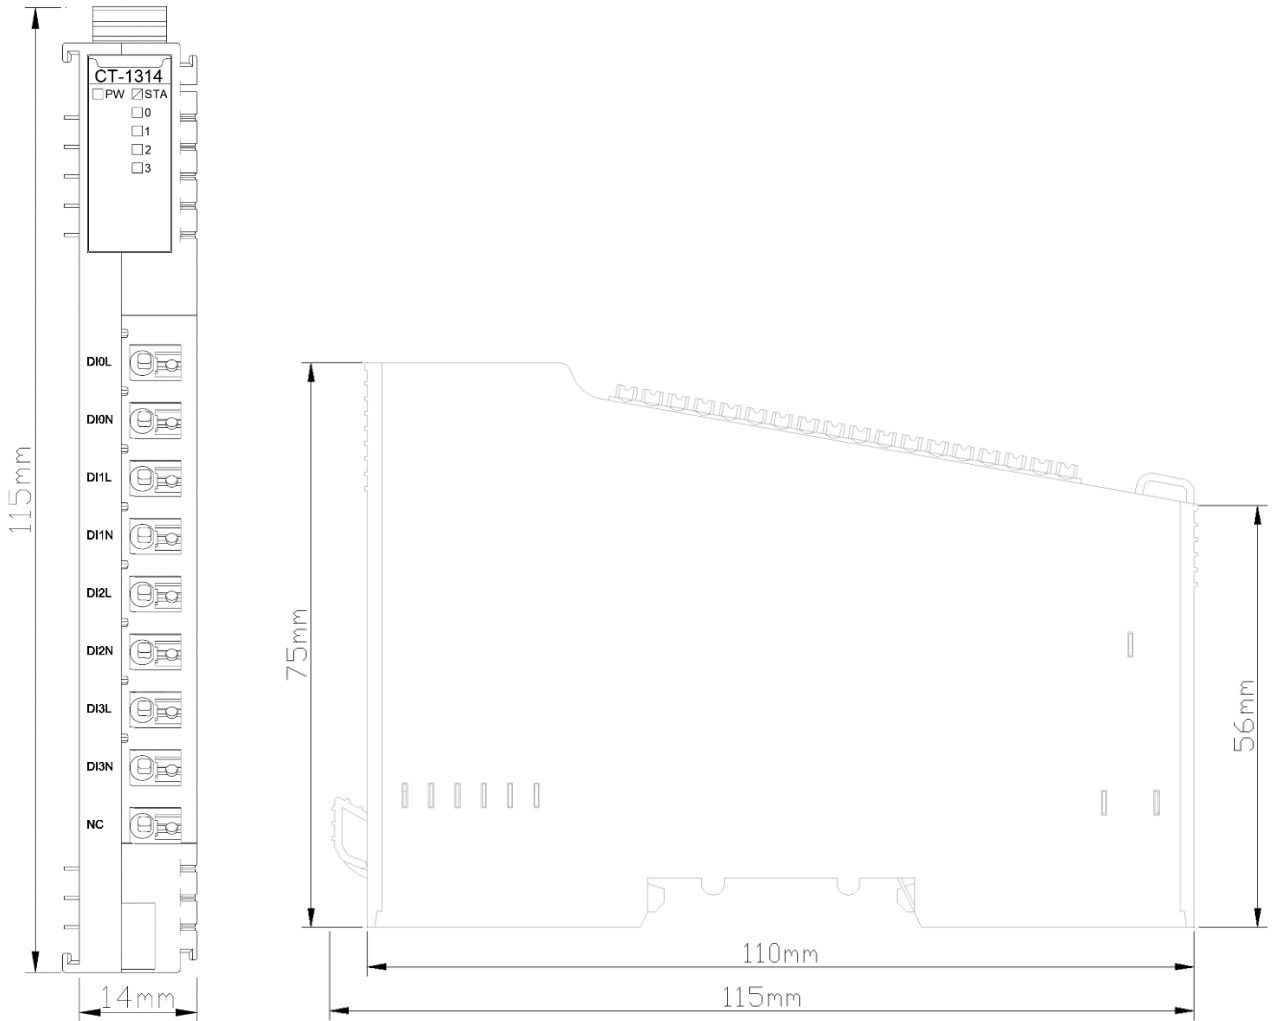 CT-1314
PW STA
0
1
2
3
DI0L
DI0N
DI1L
DI1N
DI2L
DI2N
DI3L
DI3N
NC
115mm
14mm
75mm
56mm
110mm
115mm